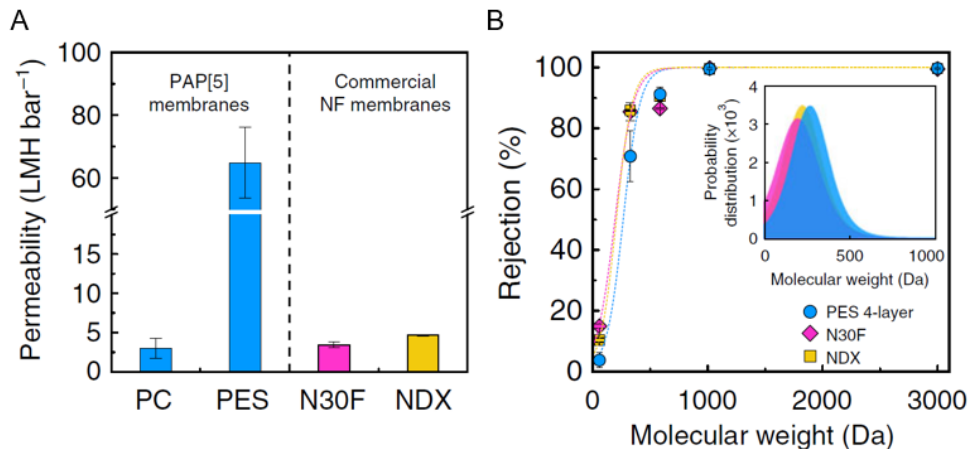 A
Permeability (LMH bar⁻¹)
100
80
60
15
10
5
0
PAP[5]
membranes
Commercial
NF membranes
PC
PES
N30F
NDX
B
Rejection (%)
100
80
60
40
20
0
0
1000
2000
3000
Molecular weight (Da)
Probability
distribution (×10³)
4
3
2
1
0
0
500
1000
Molecular weight (Da)
PES 4-layer
N30F
NDX